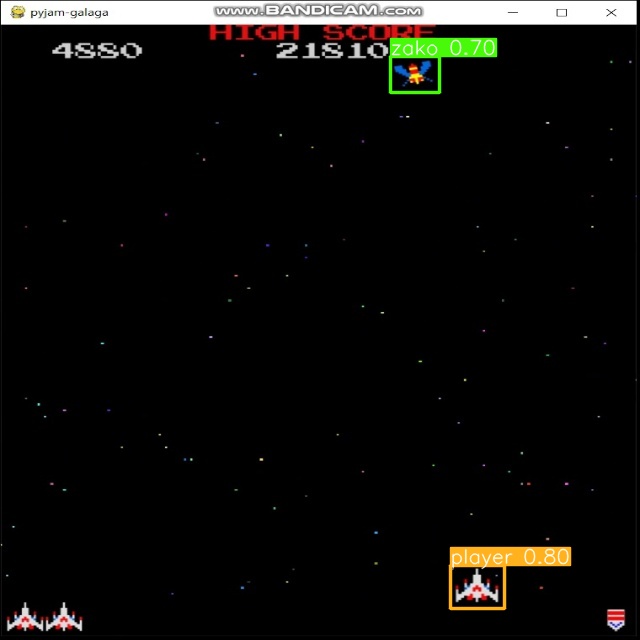 pyjam-galaga
www.BANDICAM.com
HIGH SCORE
4880
21810
zako 0.70
player 0.80